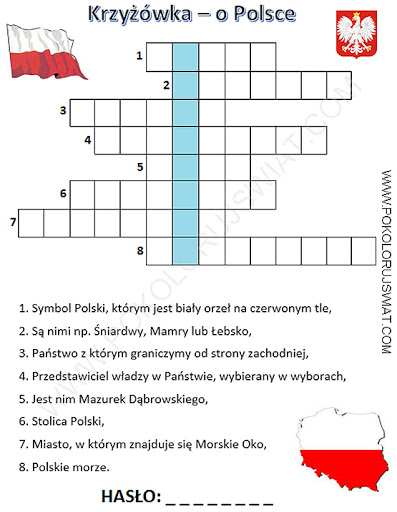 Krzyżówka – o Polsce
1
2
3
4
5
6
7
8
WWW.POKOLORUJSWIAT.COM
WWW.POKOLORUJSWIAT.COM
1. Symbol Polski, którym jest biały orzeł na czerwonym tle,
2. Są nimi np. Śniardwy, Mamry lub Łebsko,
3. Państwo z którym graniczymy od strony zachodniej,
4. Przedstawiciel władzy w Państwie, wybierany w wyborach,
5. Jest nim Mazurek Dąbrowskiego,
6. Stolica Polski,
7. Miasto, w którym znajduje się Morskie Oko,
8. Polskie morze.
HASŁO: _ _ _ _ _ _ _ _